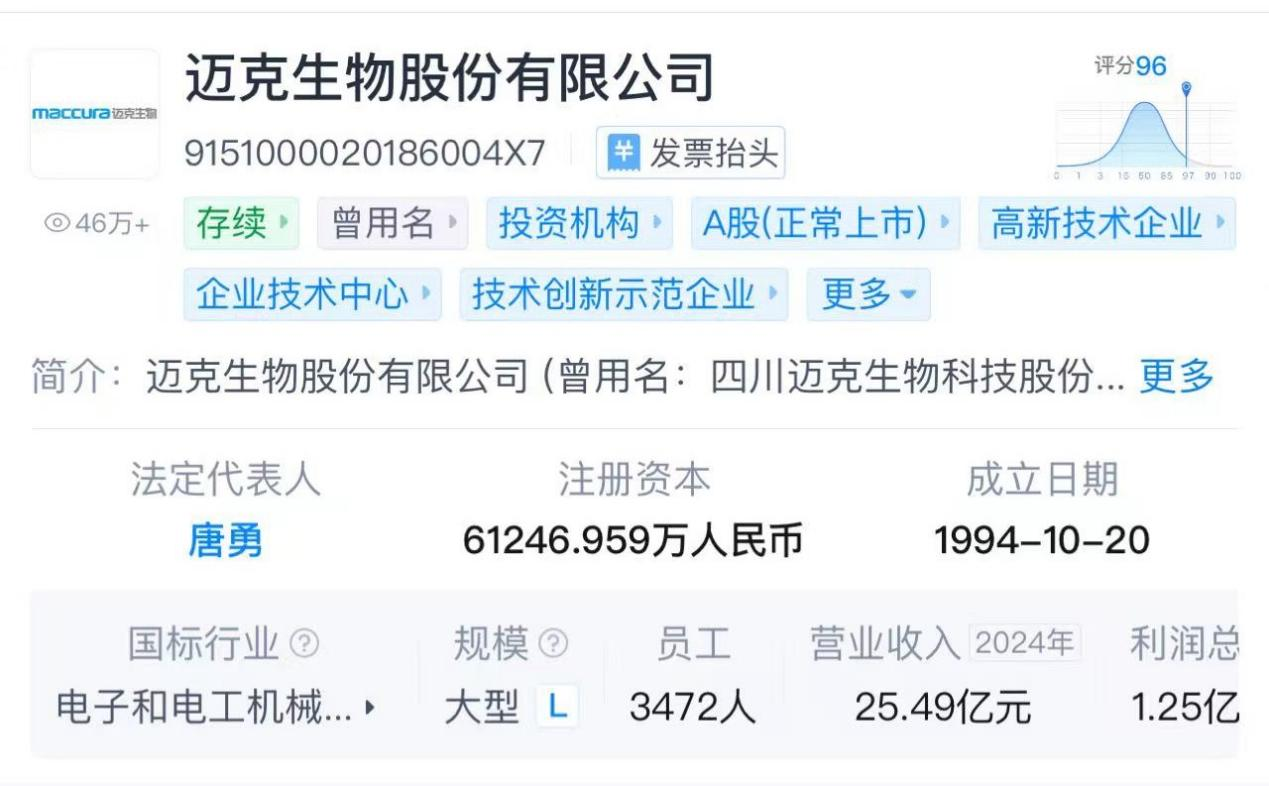 迈克生物股份有限公司
评分96
maccura迈克生物
9151000020186004X7
发票抬头
0 1 3 15 50 85 97 99 100
46万+
存续 曾用名 投资机构 A股(正常上市) 高新技术企业
企业技术中心 技术创新示范企业 更多
简介：迈克生物股份有限公司（曾用名：四川迈克生物科技股份... 更多
法定代表人 注册资本 成立日期
唐勇 61246.959万人民币 1994-10-20
国标行业 规模 员工 营业收入 2024年 利润总
电子和电工机械... 大型 L 3472人 25.49亿元 1.25亿